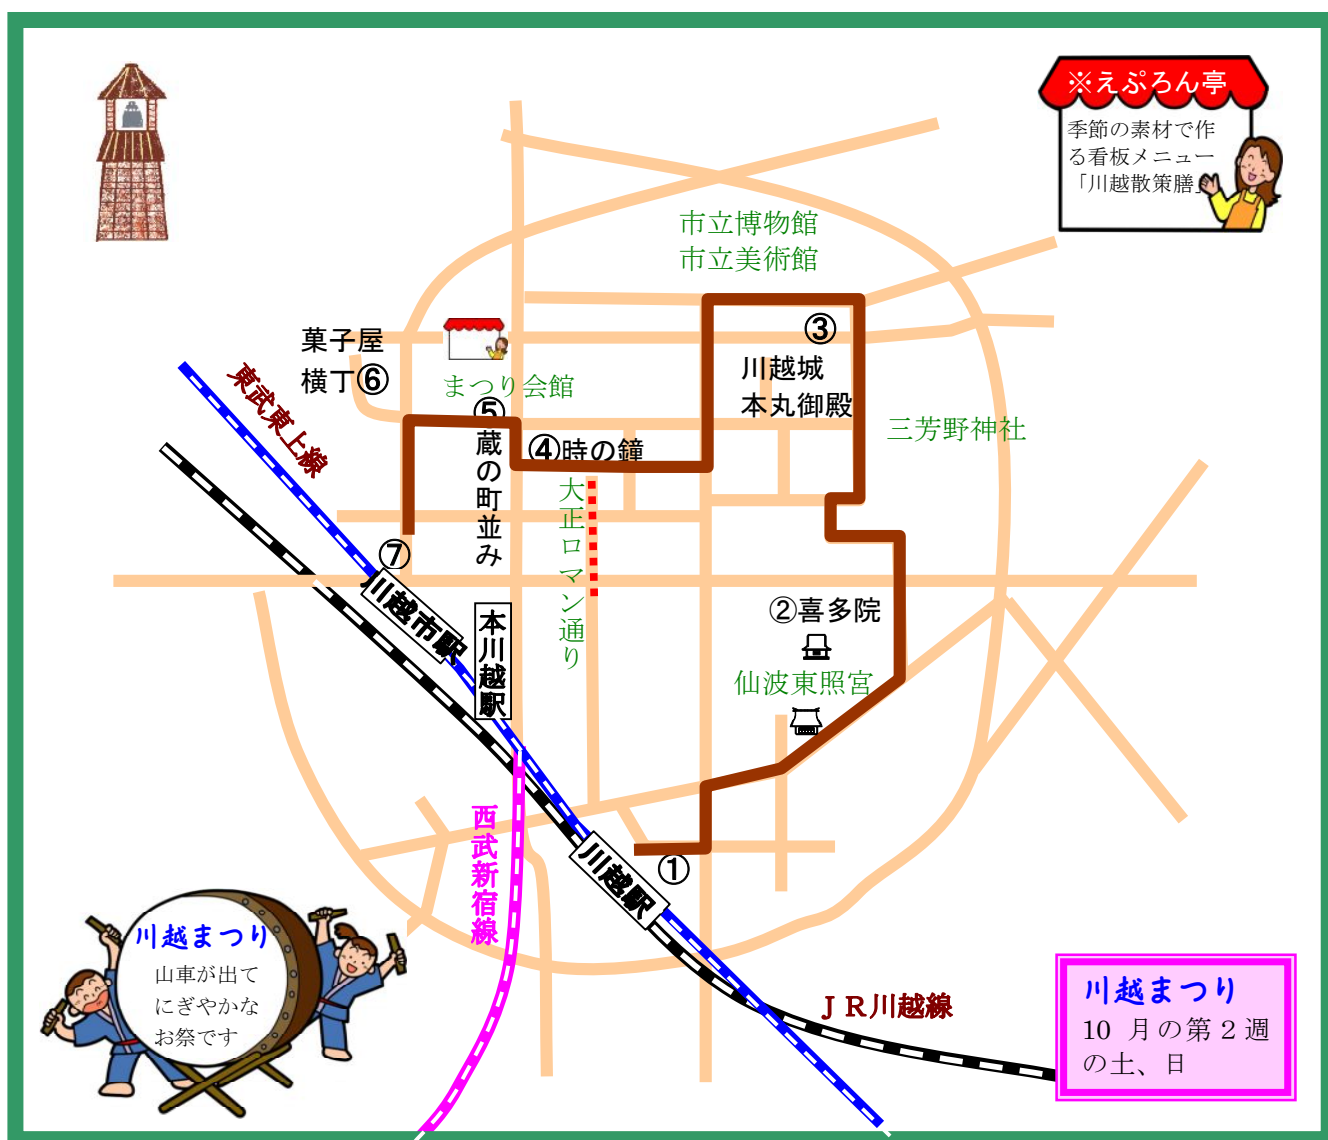 ※えぷろん亭
季節の素材で作
る看板メニュー
「川越散策膳」
市立博物館
市立美術館
菓子屋
横丁⑥
③
川越城
本丸御殿
東武東上線
まつり会館
⑤
蔵の町並み
④時の鐘
三芳野神社
大正ロマン通り
⑦
川越市駅
本川越駅
②喜多院
仙波東照宮
西武新宿線
①
川越駅
川越まつり
山車が出て
にぎやかな
お祭です
ＪＲ川越線
川越まつり
10 月の第２週
の土、日